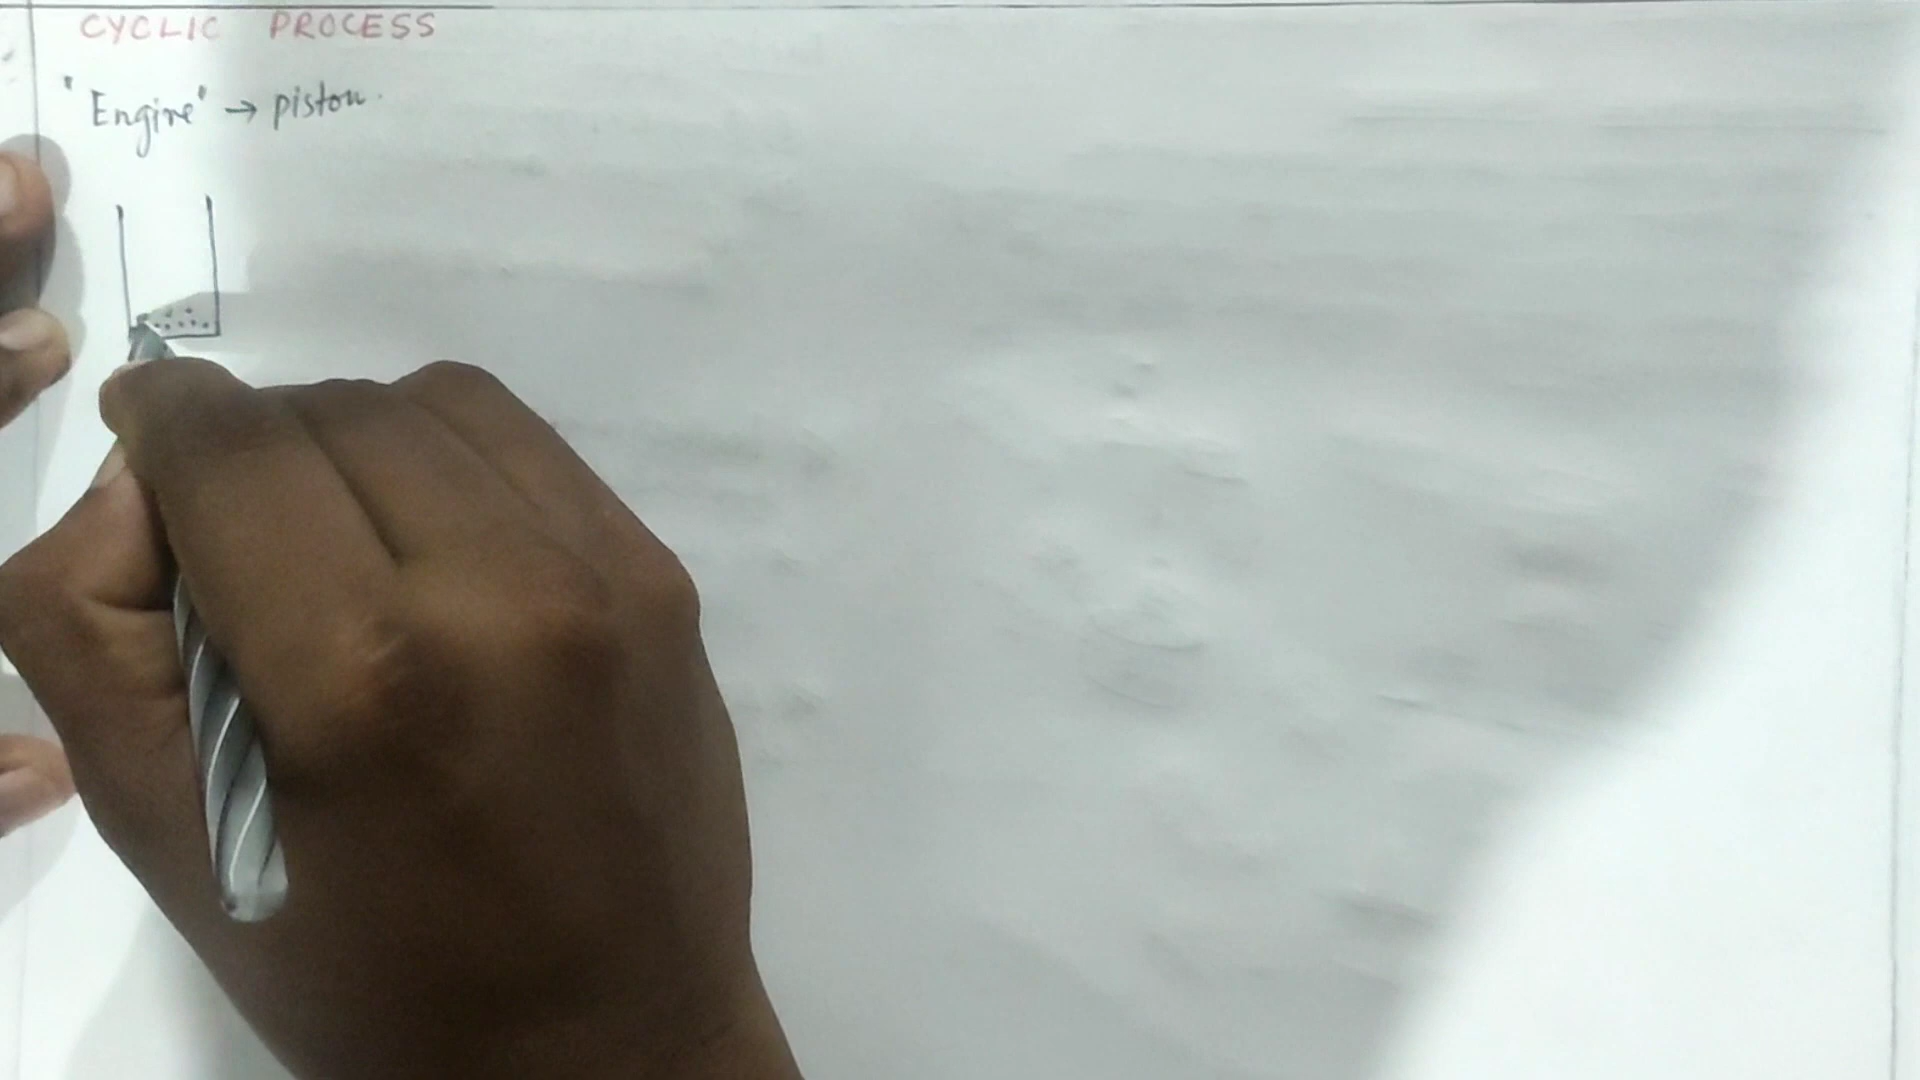 CYCLIC PROCESS
"Engine" → piston.